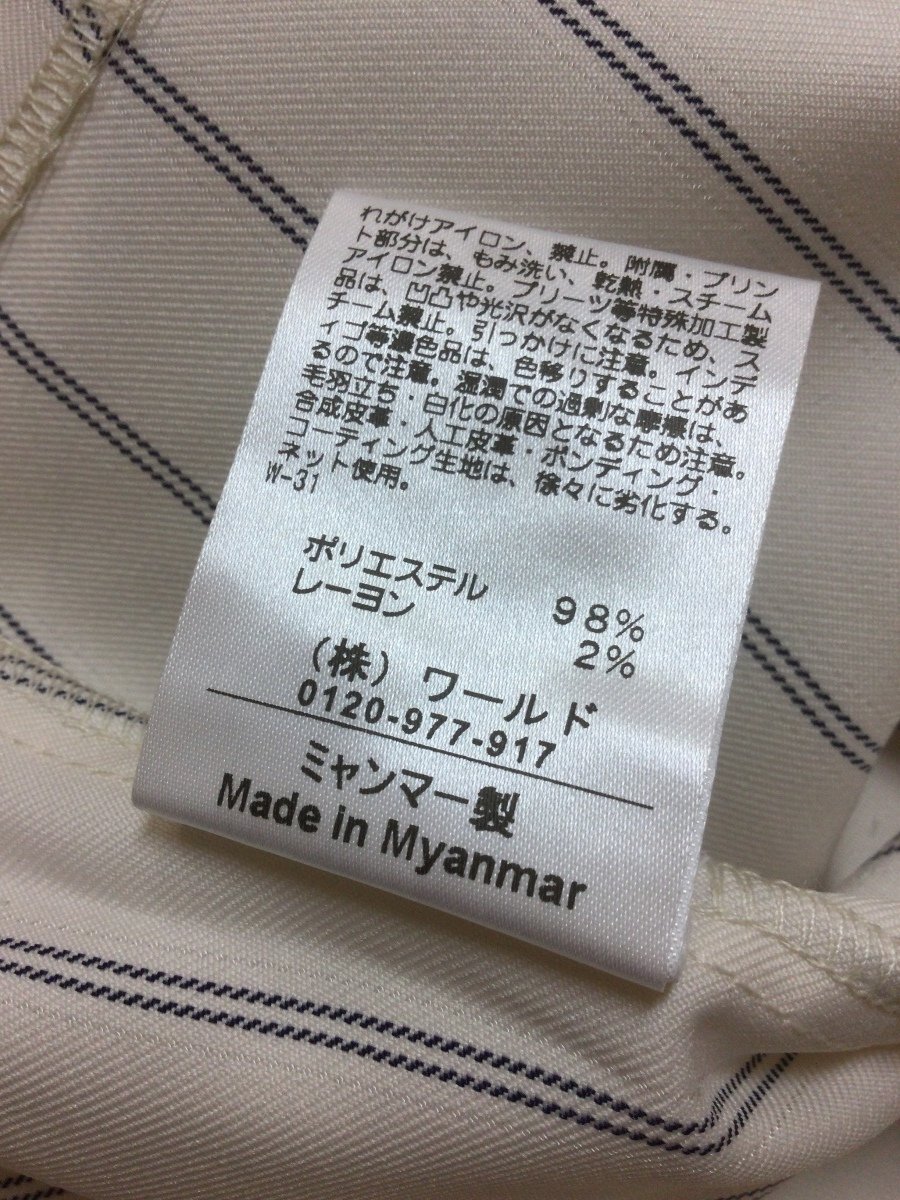 れがけアイロン、禁止。附属・プリン
ト部分は、もみ洗い、乾熱・スチーム
アイロン禁止。プリーツ等特殊加工製
品は、凹凸や光沢がなくなるため、ス
チーム禁止。引っかけに注意。インデ
ィゴ等濃色品は、色移りすることがあ
るので注意。湿潤での過剰な摩擦は、
毛羽立ち・白化の原因となるため注意。
合成皮革・人工皮革・ボンディング・
コーティング生地は、徐々に劣化する。
ネット使用。
W-31
ポリエステル 98%
レーヨン 2%
(株) ワールド
0120-977-917
ミャンマー製
Made in Myanmar